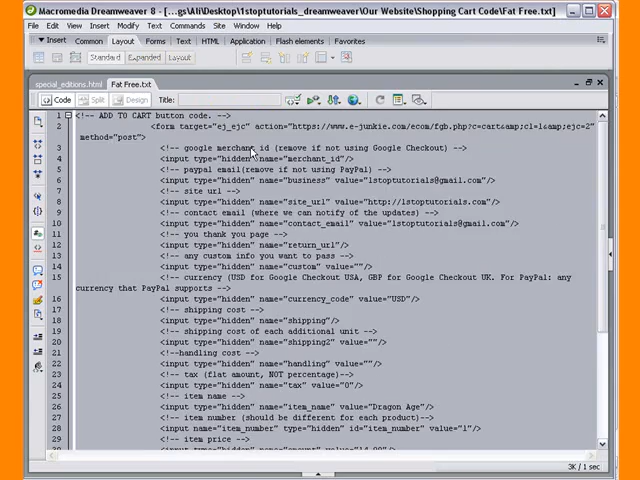 Macromedia Dreamweaver 8 - [...gs\Ali\Desktop\1stoptutorials_dreamweaver\Our Website\Shopping Cart Code\Fat Free.txt]
File Edit View Insert Modify Text Commands Site Window Help
Insert Common Layout Forms Text HTML Application Flash elements Favorites
Standard Expanded Layout
special_editions.html Fat Free.txt
Code Split Design Title:
1 <!-- ADD TO CART button code. -->
2 <form target="ej_ejc" action="https://www.e-junkie.com/ecom/fgb.php?c=cart&amp;cl=1&amp;ejc=2"
method="post">
3 <!-- google merchant_id (remove if not using Google Checkout) -->
4 <input type="hidden" name="merchant_id"/>
5 <!-- paypal email(remove if not using PayPal) -->
6 <input type="hidden" name="business" value="1stoptutorials@gmail.com"/>
7 <!-- site url -->
8 <input type="hidden" name="site_url" value="http://1stoptutorials.com"/>
9 <!-- contact email (where we can notify of the updates) -->
10 <input type="hidden" name="contact_email" value="1stoptutorials@gmail.com"/>
11 <!-- you thank you page -->
12 <input type="hidden" name="return_url"/>
13 <!-- any custom info you want to pass -->
14 <input type="hidden" name="custom" value=""/>
15 <!-- currency (USD for Google Checkout USA, GBP for Google Checkout UK. For PayPal: any
currency that PayPal supports -->
16 <input type="hidden" name="currency_code" value="USD"/>
17 <!-- shipping cost -->
18 <input type="hidden" name="shipping"/>
19 <!-- shipping cost of each additional unit -->
20 <input type="hidden" name="shipping2" value=""/>
21 <!--handling cost -->
22 <input type="hidden" name="handling" value=""/>
23 <!-- tax (flat amount, NOT percentage)-->
24 <input type="hidden" name="tax" value="0"/>
25 <!-- item name -->
26 <input type="hidden" name="item_name" value="Dragon Age"/>
27 <!-- item number (should be different for each product)-->
28 <input name="item_number" type="hidden" id="item_number" value="1"/>
29 <!-- item price -->
3K / 1 sec